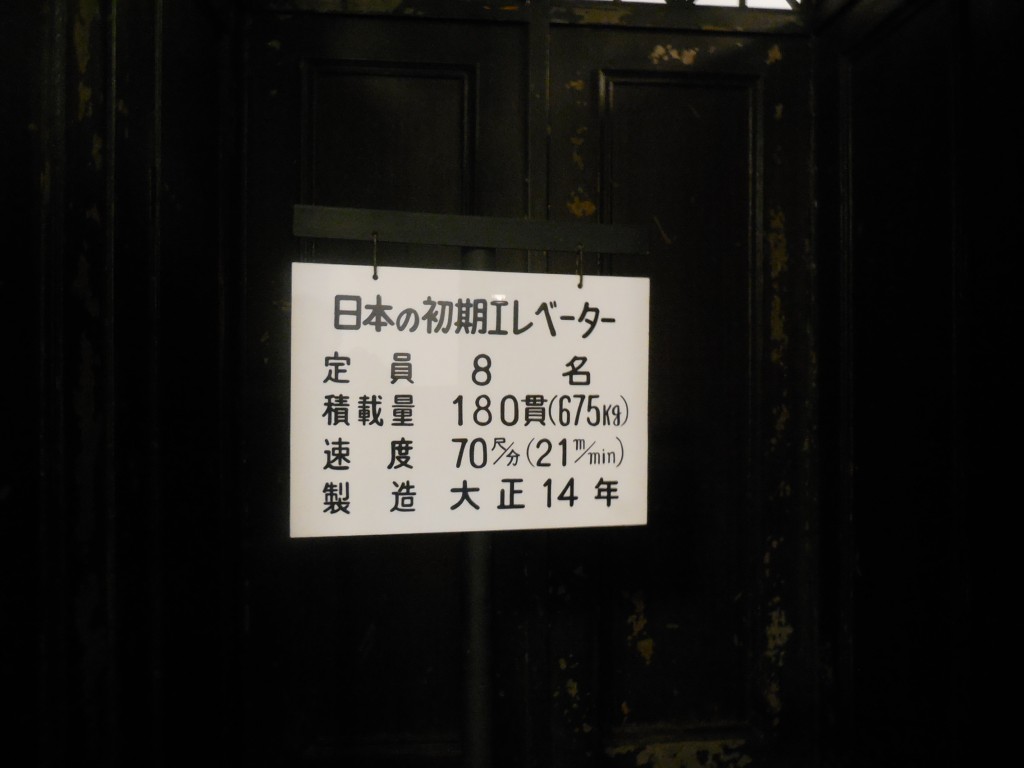 日本の初期エレベーター
定員 8 名
積載量 180貫(675kg)
速度 70尺/分(21m/min)
製造 大正14年